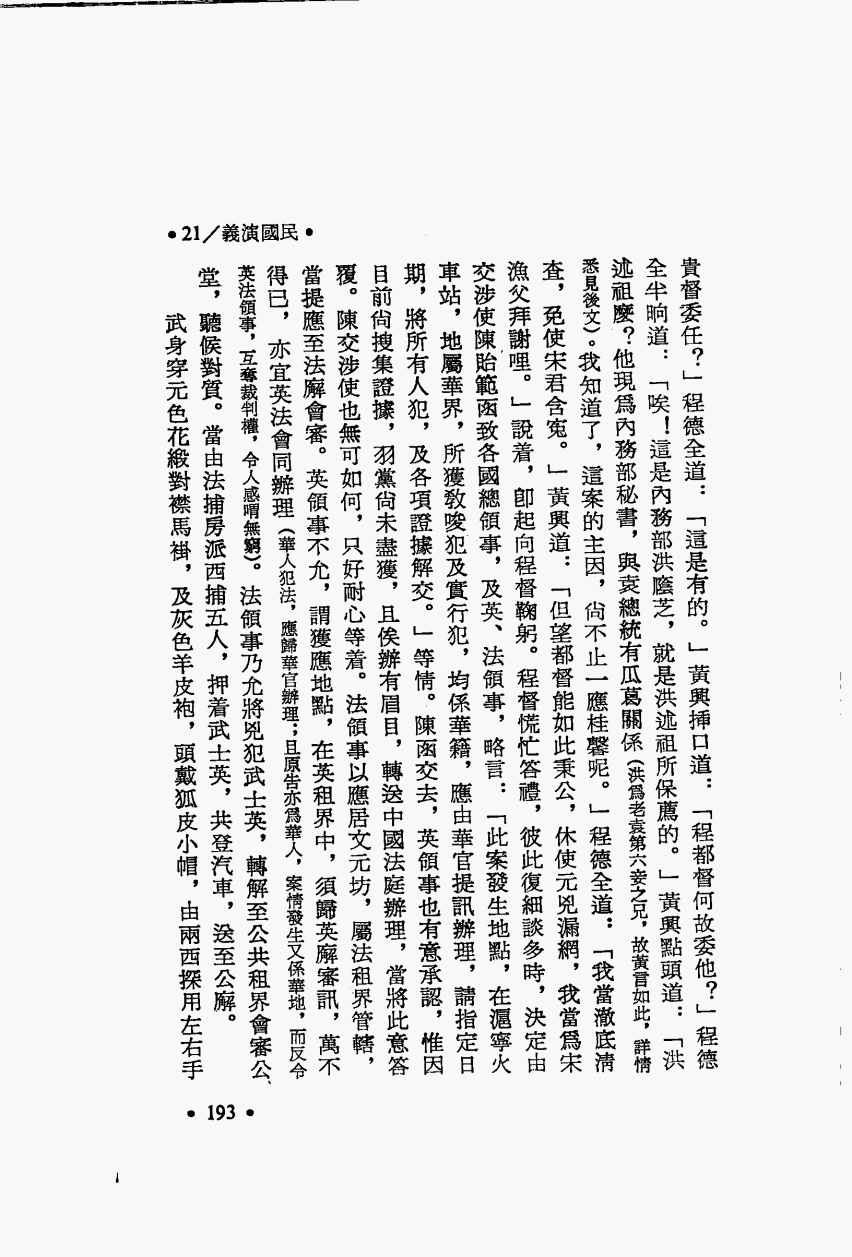 •21／義演國民•
貴督委任？」程德全道：「這是有的。」黃興插口道：「程都督何故委他？」程德
全半晌道：「唉！這是內務部洪蔭芝，就是洪述祖所保薦的。」黃興點頭道：「洪
述祖麼？他現爲內務部秘書，與袁總統有瓜葛關係（洪爲老袁第六妾之兄，故黃言如此，詳情
悉見後文）。我知道了，這案的主因，尙不止一應桂馨呢。」程德全道：「我當澈底淸
查，免使宋君含寃。」黃興道：「但望都督能如此秉公，休使元兇漏網，我當爲宋
漁父拜謝哩。」說着，卽起向程督鞠躬。程督慌忙答禮，彼此復細談多時，決定由
交涉使陳貽範函致各國總領事，及英、法領事，略言：「此案發生地點，在滬寧火
車站，地屬華界，所獲敎唆犯及實行犯，均係華籍，應由華官提訊辦理，請指定日
期，將所有人犯，及各項證據解交。」等情。陳函交去，英領事也有意承認，惟因
目前尙搜集證據，羽黨尙未盡獲，且俟辦有眉目，轉送中國法庭辦理，當將此意答
覆。陳交涉使也無可如何，只好耐心等着。法領事以應居文元坊，屬法租界管轄，
當提應至法廨會審。英領事不允，謂獲應地點，在英租界中，須歸英廨審訊，萬不
得已，亦宜英法會同辦理（華人犯法，應歸華官辦理；且原告亦爲華人，案情發生又係華地，而反令
英法領事，互奪裁判權，令人感喟無窮）。法領事乃允將兇犯武士英，轉解至公共租界會審公
堂，聽候對質。當由法捕房派西捕五人，押着武士英，共登汽車，送至公廨。
武身穿元色花緞對襟馬褂，及灰色羊皮袍，頭戴狐皮小帽，由兩西探用左右手
•193•